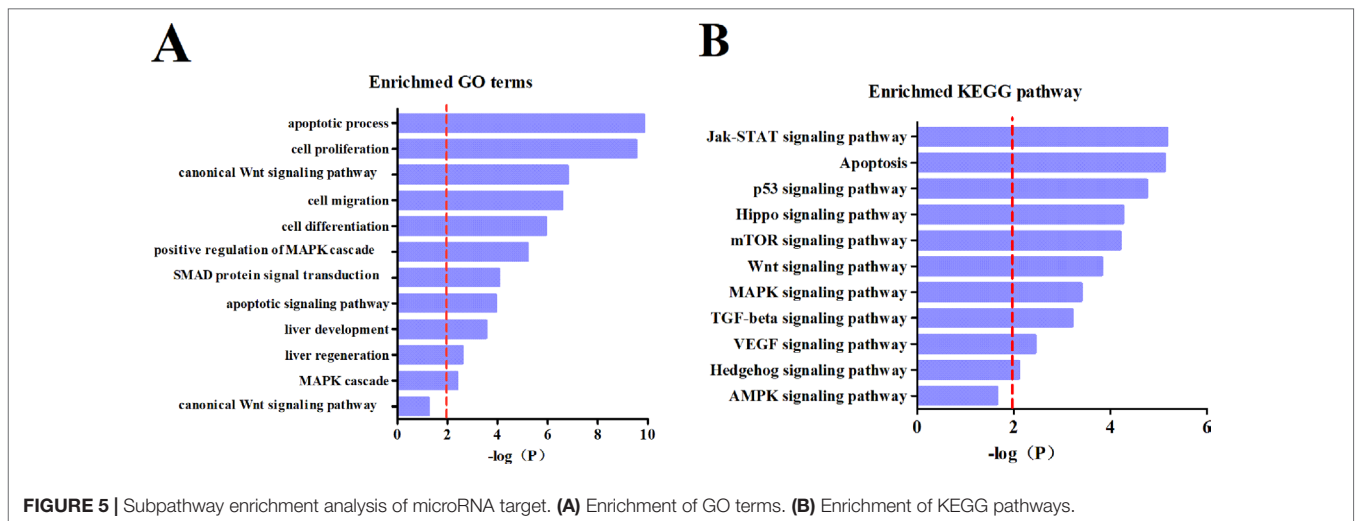 A
Enrichmed GO terms
apoptotic process
cell proliferation
canonical Wnt signaling pathway
cell migration
cell differentiation
positive regulation of MAPK cascade
SMAD protein signal transduction
apoptotic signaling pathway
liver development
liver regeneration
MAPK cascade
canonical Wnt signaling pathway
0 2 4 6 8 10
-log（P）
B
Enrichmed KEGG pathway
Jak-STAT signaling pathway
Apoptosis
p53 signaling pathway
Hippo signaling pathway
mTOR signaling pathway
Wnt signaling pathway
MAPK signaling pathway
TGF-beta signaling pathway
VEGF signaling pathway
Hedgehog signaling pathway
AMPK signaling pathway
0 2 4 6
-log（P）
FIGURE 5 | Subpathway enrichment analysis of microRNA target. (A) Enrichment of GO terms. (B) Enrichment of KEGG pathways.